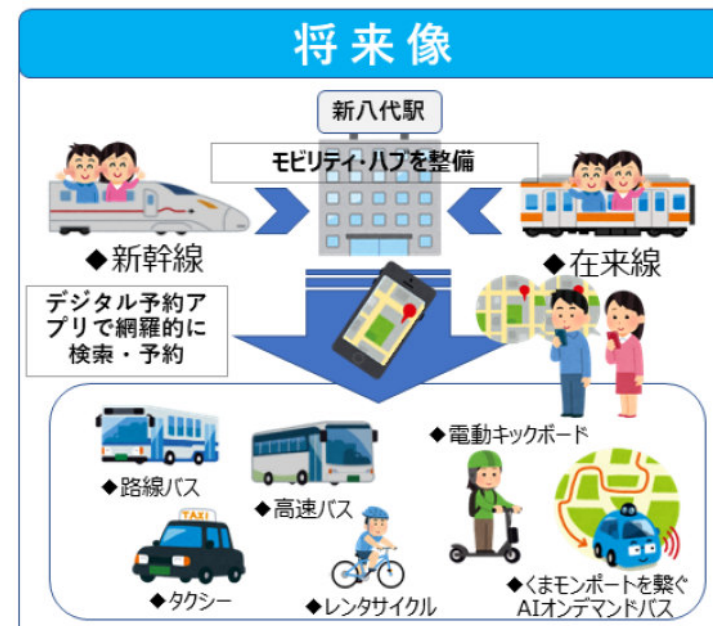 将来像
新八代駅
モビリティ・ハブを整備
◆新幹線
◆在来線
デジタル予約ア
プリで網羅的に
検索・予約
◆路線バス
◆高速バス
◆電動キックボード
TAXI
◆タクシー
◆レンタサイクル
AI
◆くまモンポートを繋ぐ
AIオンデマンドバス